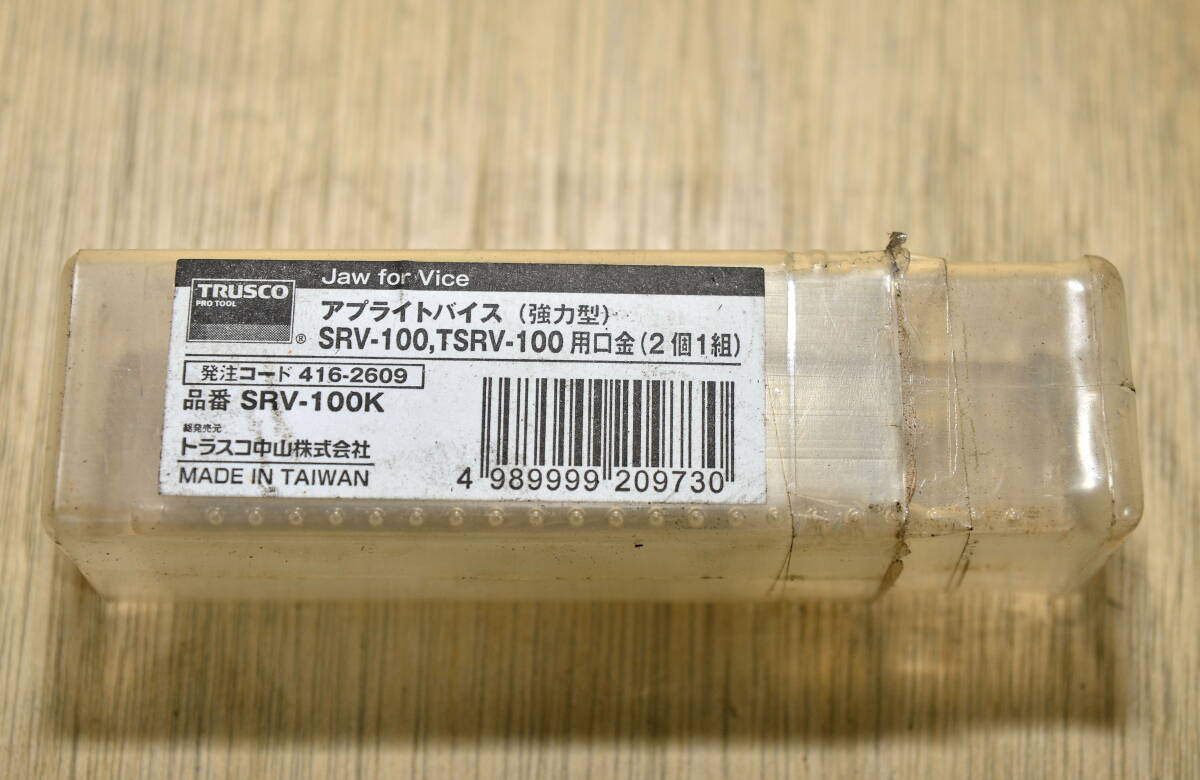 Jaw for Vice
TRUSCO
PRO TOOL
®
アプライトバイス（強力型）
SRV-100,TSRV-100用口金(2個1組)
発注コード 416-2609
品番 SRV-100K
総発売元
トラスコ中山株式会社
MADE IN TAIWAN
4 989999 209730